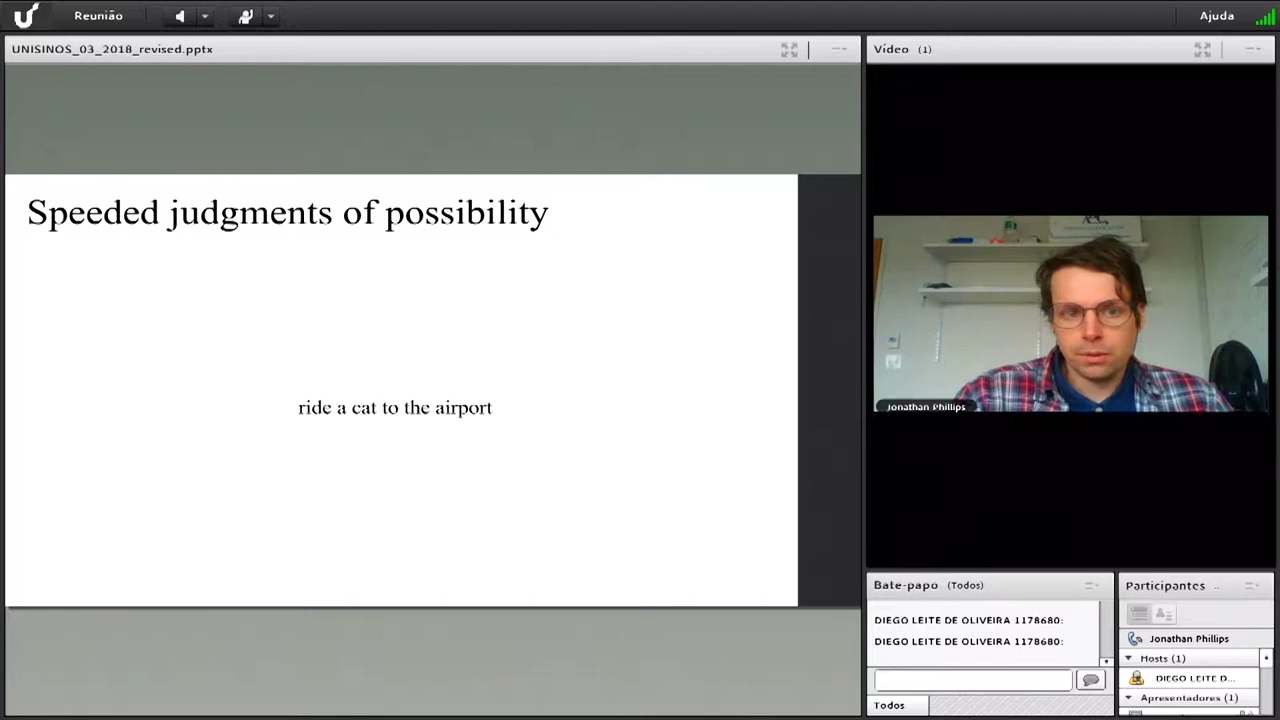 Reunião
Ajuda
UNISINOS_03_2018_revised.pptx
Speeded judgments of possibility
ride a cat to the airport
Vídeo (1)
Jonathan Phillips
Bate-papo (Todos)
DIEGO LEITE DE OLIVEIRA 1178680:
DIEGO LEITE DE OLIVEIRA 1178680:
Todos
Participantes ..
Jonathan Phillips
Hosts (1)
DIEGO LEITE D...
Apresentadores (1)